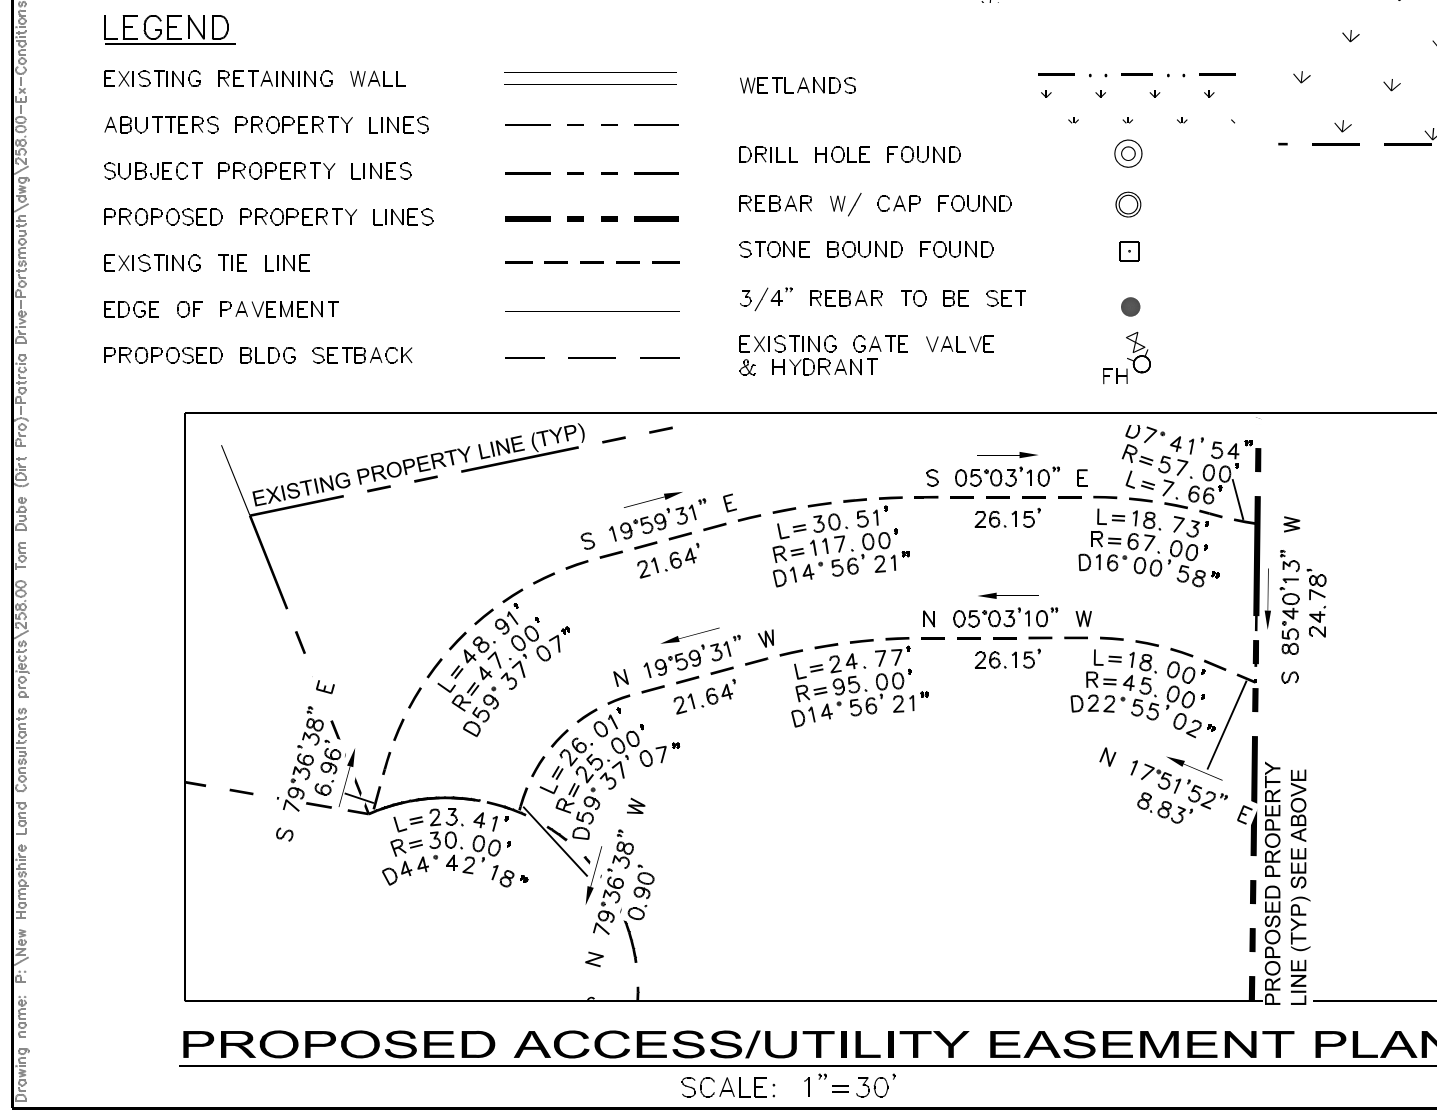 LEGEND
EXISTING RETAINING WALL
ABUTTERS PROPERTY LINES
SUBJECT PROPERTY LINES
PROPOSED PROPERTY LINES
EXISTING TIE LINE
EDGE OF PAVEMENT
PROPOSED BLDG SETBACK
WETLANDS
DRILL HOLE FOUND
REBAR W/ CAP FOUND
STONE BOUND FOUND
3/4" REBAR TO BE SET
EXISTING GATE VALVE
& HYDRANT
FH
EXISTING PROPERTY LINE (TYP)
S 79°36'38" E
6.96'
L=23.41'
R=30.00'
D44°42'18"
L=48.91'
R=47.00'
D59°37'07"
S 19°59'31" E
21.64'
L=30.51'
R=117.00'
D14°56'21"
S 05°03'10" E
26.15'
L=18.73'
R=67.00'
D16°00'58"
D7°41'54"
R=57.00'
L=7.66'
S 85°40'13" W
24.78'
N 17°51'52" E
8.83'
L=18.00'
R=45.00'
D22°55'02"
N 05°03'10" W
26.15'
L=24.77'
R=95.00'
D14°56'21"
N 19°59'31" W
21.64'
L=26.01'
R=25.00'
D59°37'07"
N 79°36'38" W
0.90'
PROPOSED PROPERTY
LINE (TYP) SEE ABOVE
PROPOSED ACCESS/UTILITY EASEMENT PLAN
SCALE: 1"=30'
Drawing name: P:\New Hampshire Land Consultants projects\258.00 Tom Dube (Dirt Pro)-Patrcia Drive-Portsmouth\dwg\258.00-Ex-Conditions